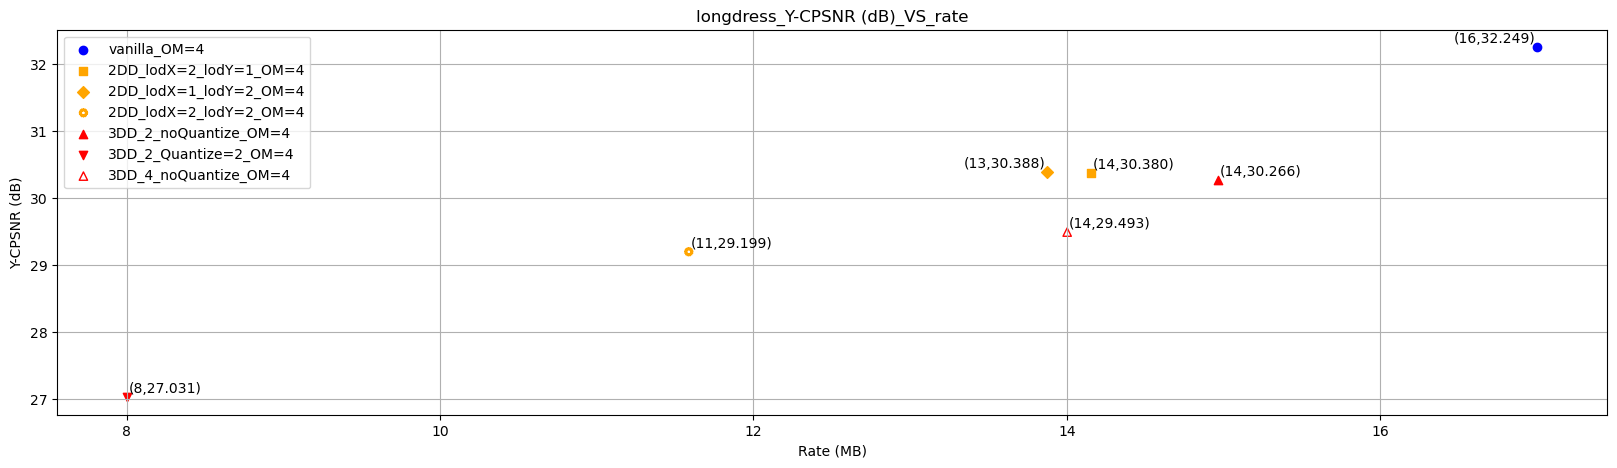 longdress_Y-CPSNR (dB)_VS_rate
vanilla_OM=4
2DD_lodX=2_lodY=1_OM=4
2DD_lodX=1_lodY=2_OM=4
2DD_lodX=2_lodY=2_OM=4
3DD_2_noQuantize_OM=4
3DD_2_Quantize=2_OM=4
3DD_4_noQuantize_OM=4
(16,32.249)
(13,30.388)
(14,30.380)
(14,30.266)
(14,29.493)
(11,29.199)
(8,27.031)
Y-CPSNR (dB)
32
31
30
29
28
27
8
10
12
14
16
Rate (MB)